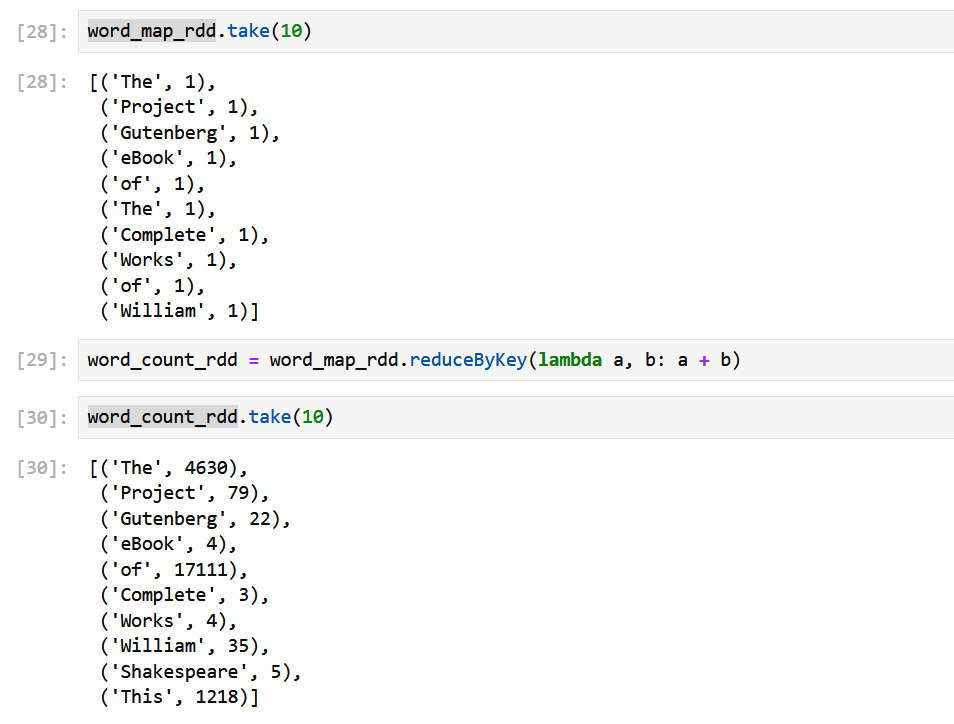 [28]: word_map_rdd.take(10)
[28]: [('The', 1),
('Project', 1),
('Gutenberg', 1),
('eBook', 1),
('of', 1),
('The', 1),
('Complete', 1),
('Works', 1),
('of', 1),
('William', 1)]
[29]: word_count_rdd = word_map_rdd.reduceByKey(lambda a, b: a + b)
[30]: word_count_rdd.take(10)
[30]: [('The', 4630),
('Project', 79),
('Gutenberg', 22),
('eBook', 4),
('of', 17111),
('Complete', 3),
('Works', 4),
('William', 35),
('Shakespeare', 5),
('This', 1218)]